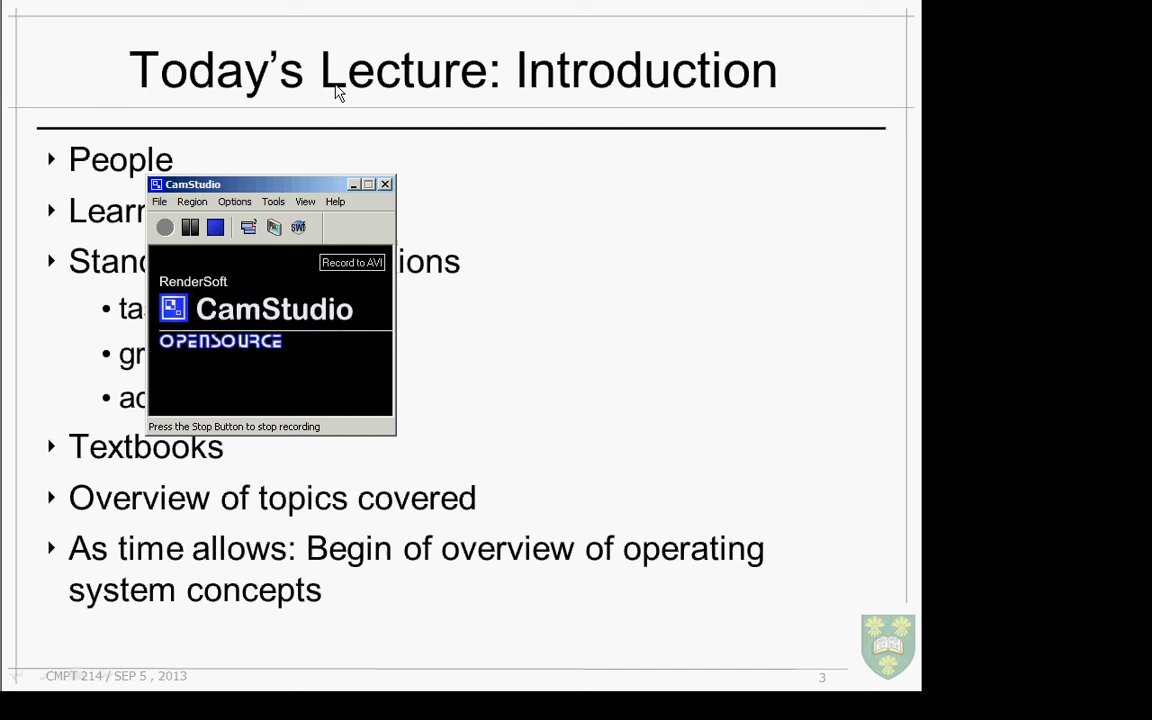 Today’s Lecture: Introduction
People
CamStudio
File Region Options Tools View Help
Record to AVI
RenderSoft
CamStudio
OPENSOURCE
Press the Stop Button to stop recording
Textbooks
Overview of topics covered
As time allows: Begin of overview of operating
system concepts
CMPT 214 / SEP 5 , 2013
3